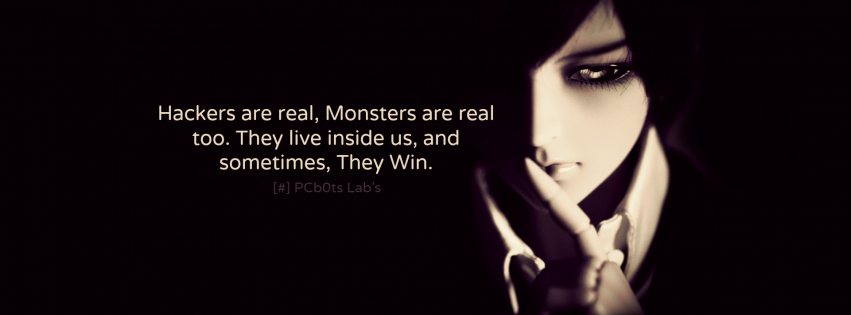 Hackers are real, Monsters are real
too. They live inside us, and
sometimes, They Win.
[#] PCb0ts Lab's